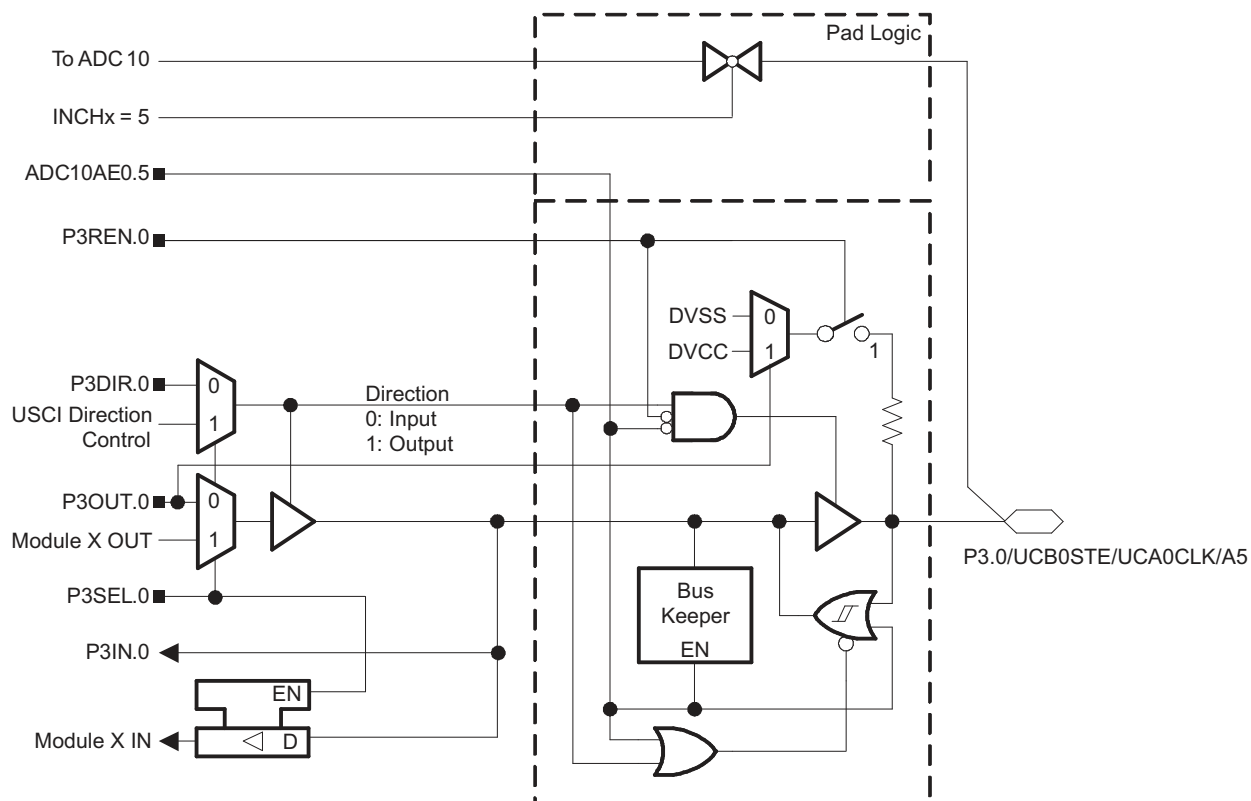 Pad Logic
To ADC 10
INCHx = 5
ADC10AE0.5
P3REN.0
DVSS
0
DVCC
1
1
P3DIR.0
0
USCI Direction
Control
1
Direction
0: Input
1: Output
P3OUT.0
0
Module X OUT
1
P3.0/UCB0STE/UCA0CLK/A5
P3SEL.0
Bus
Keeper
EN
P3IN.0
EN
Module X IN
D